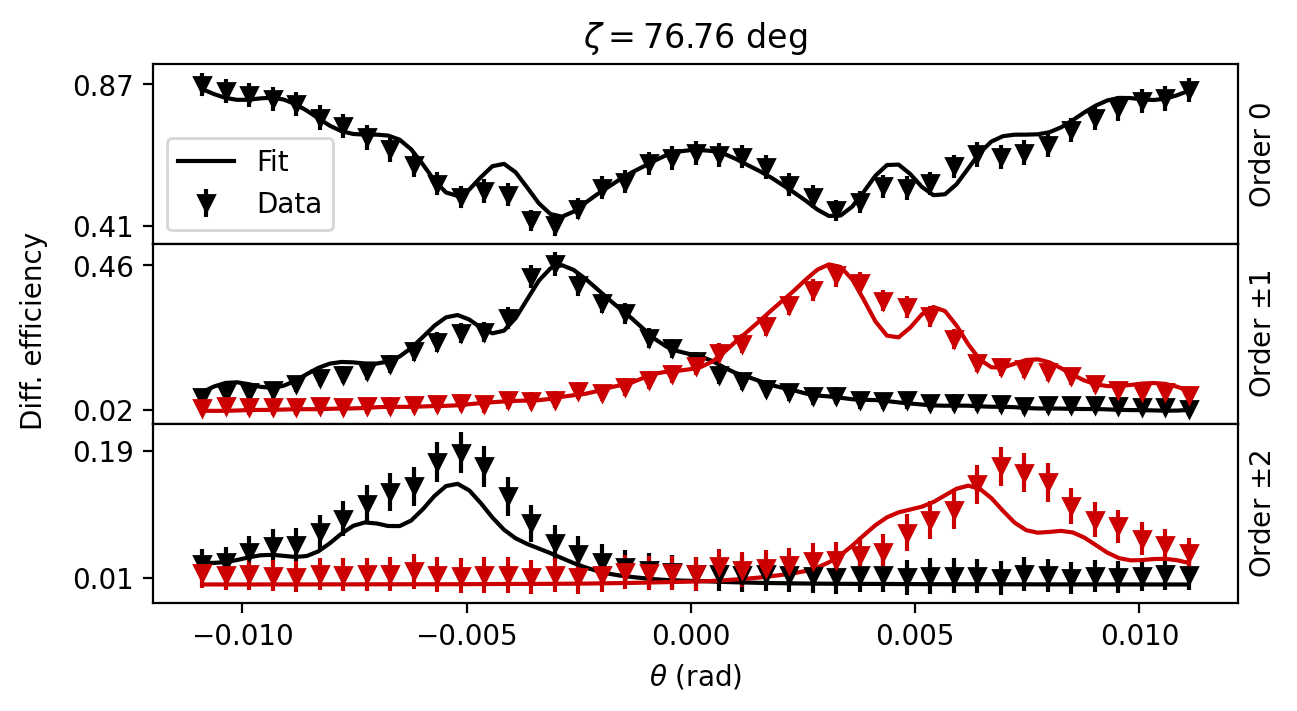 ζ = 76.76 deg
0.87
0.41
Order 0
Fit
Data
Diff. efficiency
0.46
0.02
Order ±1
0.19
0.01
Order ±2
−0.010 −0.005 0.000 0.005 0.010
θ (rad)